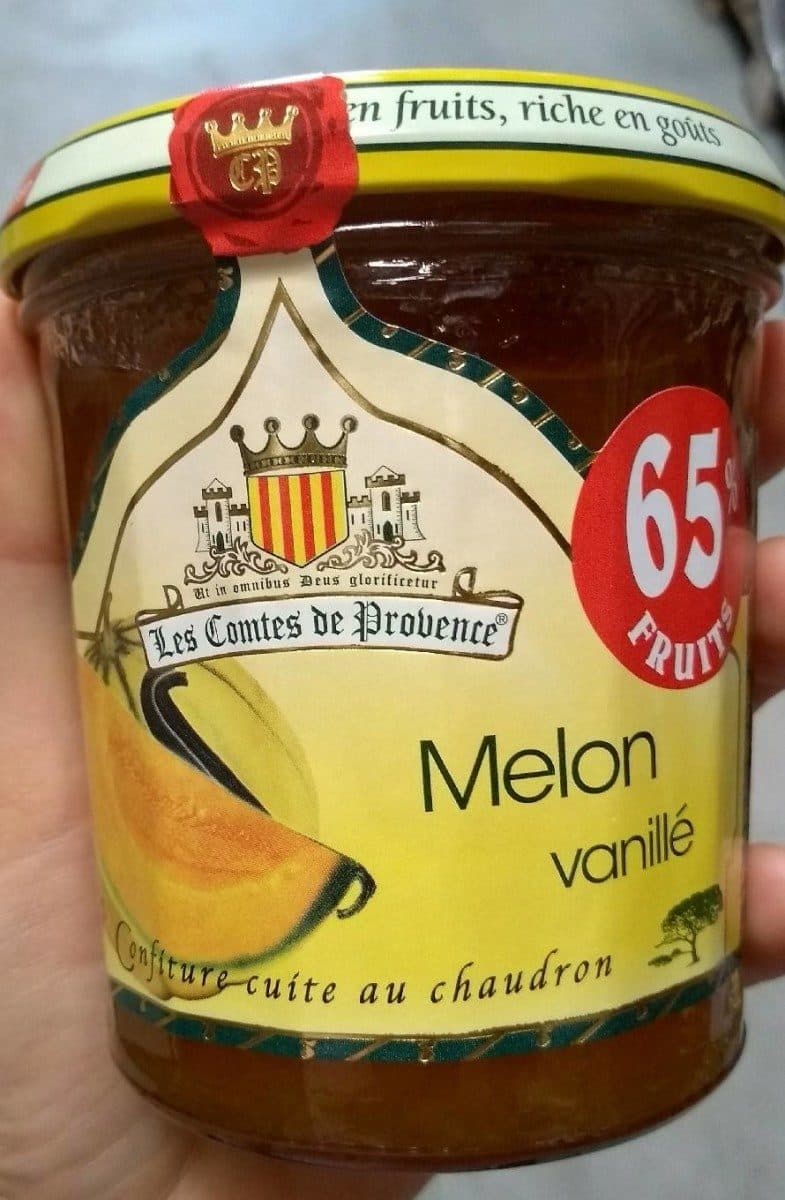 en fruits, riche en goûts
CP
65%
FRUITS
Ut in omnibus Deus glorificetur
Les Comtes de Provence®
Melon
vanillé
Confiture cuite au chaudron